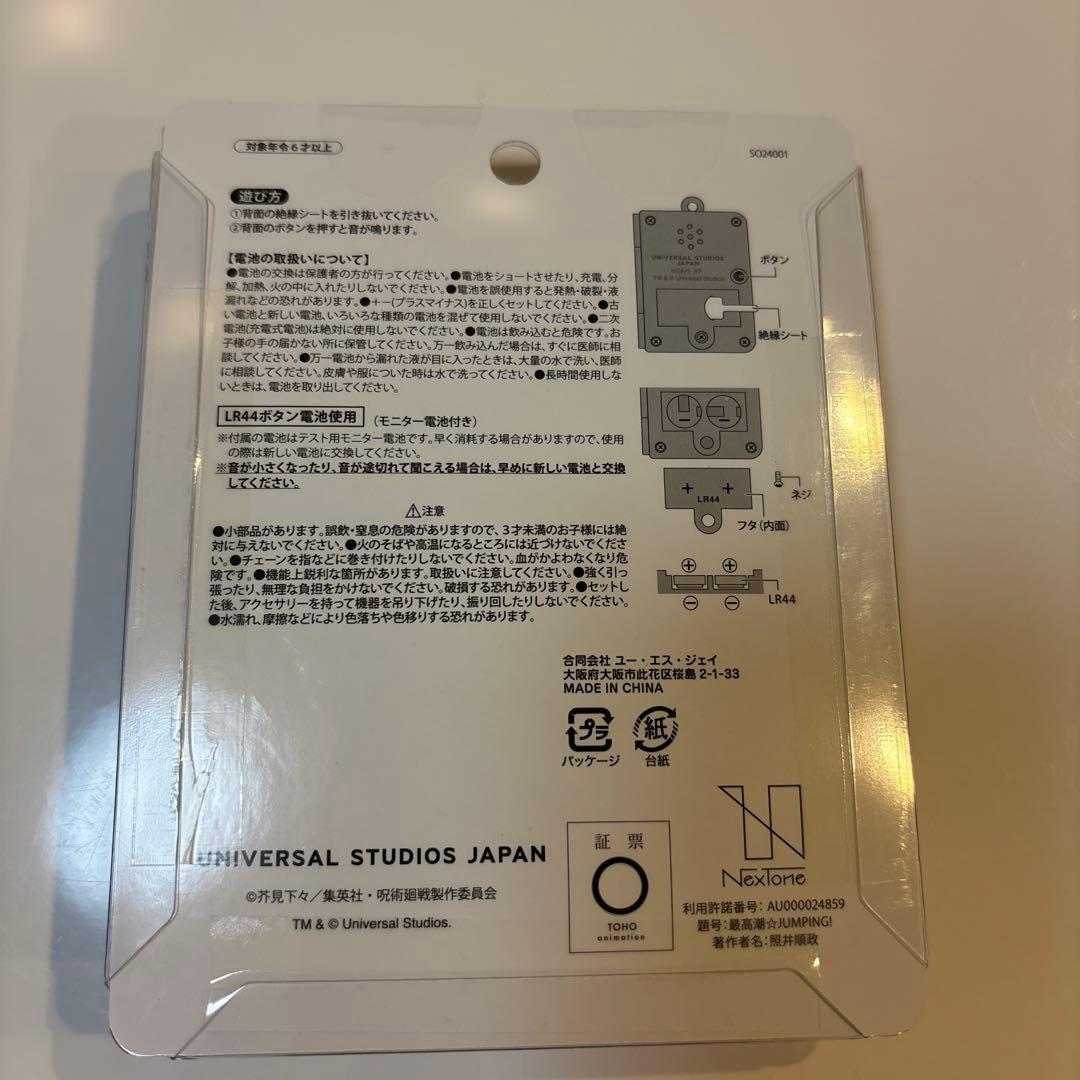 対象年令6才以上
SO24001
遊び方
①背面の絶縁シートを引き抜いてください。
②背面のボタンを押すと音が鳴ります。
【電池の取扱いについて】
●電池の交換は保護者の方が行ってください。●電池をショートさせたり、充電、分
解、加熱、火の中に入れたりしないでください。●電池を誤使用すると発熱・破裂・液
漏れなどの恐れがあります。●+−(プラスマイナス)を正しくセットしてください。●古
い電池と新しい電池、いろいろな種類の電池を混ぜて使用しないでください。●二次
電池(充電式電池)は絶対に使用しないでください。●電池は飲み込むと危険です。お
子様の手の届かない所に保管してください。万一飲み込んだ場合は、すぐに医師に相
談してください。●万一電池から漏れた液が目に入ったときは、大量の水で洗い、医師
に相談してください。皮膚や服についた時は水で洗ってください。●長時間使用しな
いときは、電池を取り出してください。
LR44ボタン電池使用 (モニター電池付き)
※付属の電池はテスト用モニター電池です。早く消耗する場合がありますので、使用
の際は新しい電池に交換してください。
※音が小さくなったり、音が途切れて聞こえる場合は、早めに新しい電池と交換
してください。
⚠注意
●小部品があります。誤飲・窒息の危険がありますので、3才未満のお子様には絶
対に与えないでください。●火のそばや高温になるところには近づけないでくださ
い。●チェーンを指などに巻き付けたりしないでください。血がかよわなくなり危
険です。●機能上鋭利な箇所があります。取扱いに注意してください。●強く引っ
張ったり、無理な負担をかけないでください。破損する恐れがあります。●セットし
た後、アクセサリーを持って機器を吊り下げたり、振り回したりしないでください。
●水濡れ、摩擦などにより色落ちや色移りする恐れがあります。
UNIVERSAL STUDIOS
JAPAN
TM & © Universal Studios
ボタン
絶縁シート
+ +
LR44
ネジ
フタ(内面)
+ +
− −
LR44
合同会社 ユー・エス・ジェイ
大阪府大阪市此花区桜島 2-1-33
MADE IN CHINA
プラ
パッケージ
紙
台紙
UNIVERSAL STUDIOS JAPAN
©芥見下々／集英社・呪術廻戦製作委員会
TM & © Universal Studios.
証票
TOHO
animation
NexTone
利用許諾番号: AU000024859
題号: 最高潮☆JUMPING!
著作者名: 照井順政